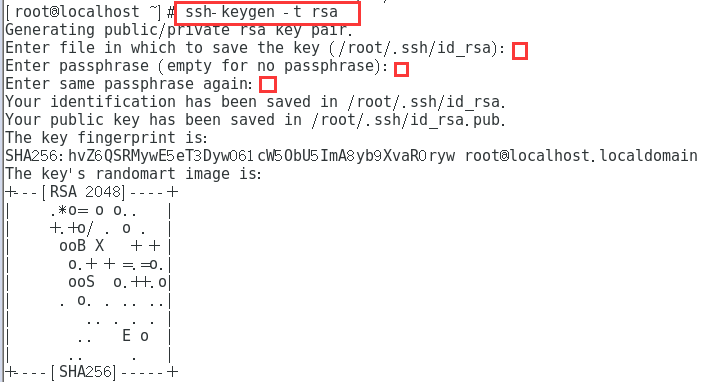 [root@localhost ~]# ssh-keygen -t rsa
Generating public/private rsa key pair.
Enter file in which to save the key (/root/.ssh/id_rsa):
Enter passphrase (empty for no passphrase):
Enter same passphrase again:
Your identification has been saved in /root/.ssh/id_rsa.
Your public key has been saved in /root/.ssh/id_rsa.pub.
The key fingerprint is:
SHA256:hvZ6QSRMywE5eT3Dyw061cW5ObU5ImA8yb9XvaR0ryw root@localhost.localdomain
The key's randomart image is:
+---[RSA 2048]----+
|    .*o= o o..   |
|    +.+o/ . o .  |
|     ooB X   + + |
|      o.+ + =.=o.|
|      ooS  o.++.o|
|     . o. . .. ..|
|        .. . . . |
|       ..   E o  |
|      ..     .   |
+----[SHA256]-----+